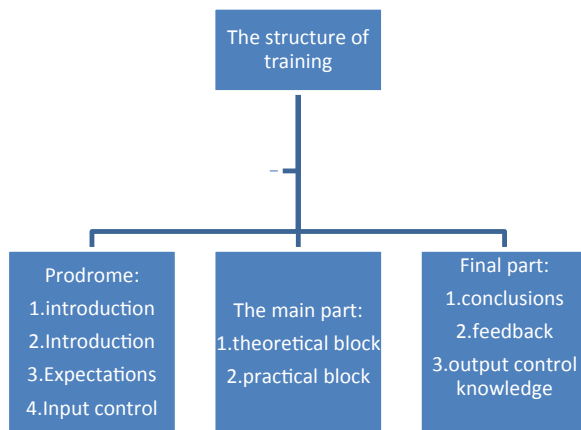 The structure of
training
Prodrome:
1.introduction
2.Introduction
3.Expectations
4.Input control
The main part:
1.theoretical block
2.practical block
Final part:
1.conclusions
2.feedback
3.output control
knowledge